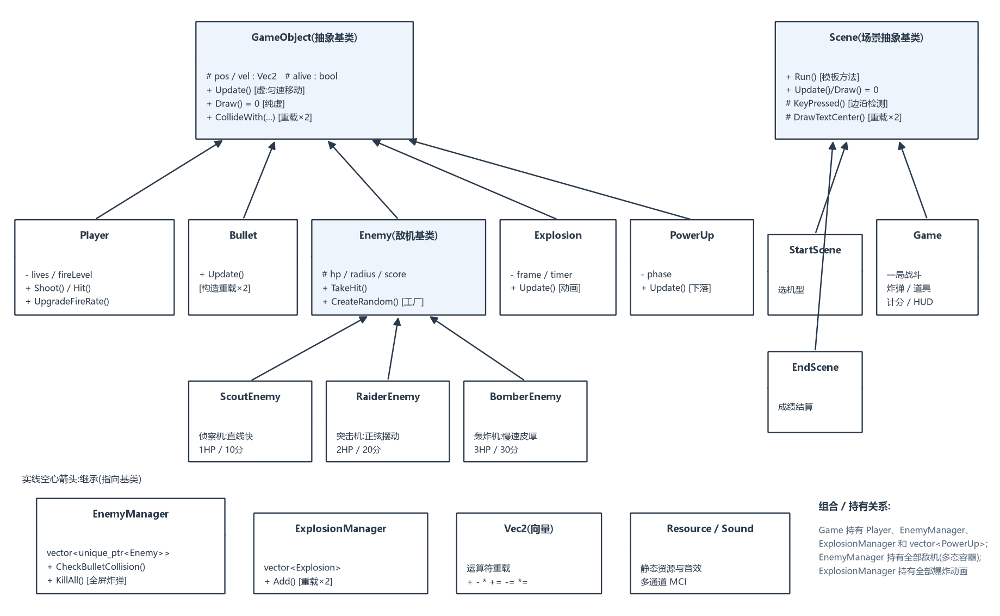 GameObject(抽象基类)
# pos / vel : Vec2   # alive : bool
+ Update() [虚:匀速移动]
+ Draw() = 0 [纯虚]
+ CollideWith(...) [重载×2]
Scene(场景抽象基类)
+ Run() [模板方法]
+ Update()/Draw() = 0
# KeyPressed() [边沿检测]
# DrawTextCenter() [重载×2]
Player
- lives / fireLevel
+ Shoot() / Hit()
+ UpgradeFireRate()
Bullet
+ Update()
[构造重载×2]
Enemy(敌机基类)
# hp / radius / score
+ TakeHit()
+ CreateRandom() [工厂]
Explosion
- frame / timer
+ Update() [动画]
PowerUp
- phase
+ Update() [下落]
StartScene
选机型
Game
一局战斗
炸弹 / 道具
计分 / HUD
ScoutEnemy
侦察机:直线快
1HP / 10分
RaiderEnemy
突击机:正弦摆动
2HP / 20分
BomberEnemy
轰炸机:慢速皮厚
3HP / 30分
EndScene
成绩结算
实线空心箭头:继承(指向基类)
EnemyManager
vector<unique_ptr<Enemy>>
+ CheckBulletCollision()
+ KillAll() [全屏炸弹]
ExplosionManager
vector<Explosion>
+ Add() [重载×2]
Vec2(向量)
运算符重载
+ - * += -= *=
Resource / Sound
静态资源与音效
多通道 MCI
组合 / 持有关系:
Game 持有 Player、EnemyManager、
ExplosionManager 和 vector<PowerUp>;
EnemyManager 持有全部敌机(多态容器);
ExplosionManager 持有全部爆炸动画